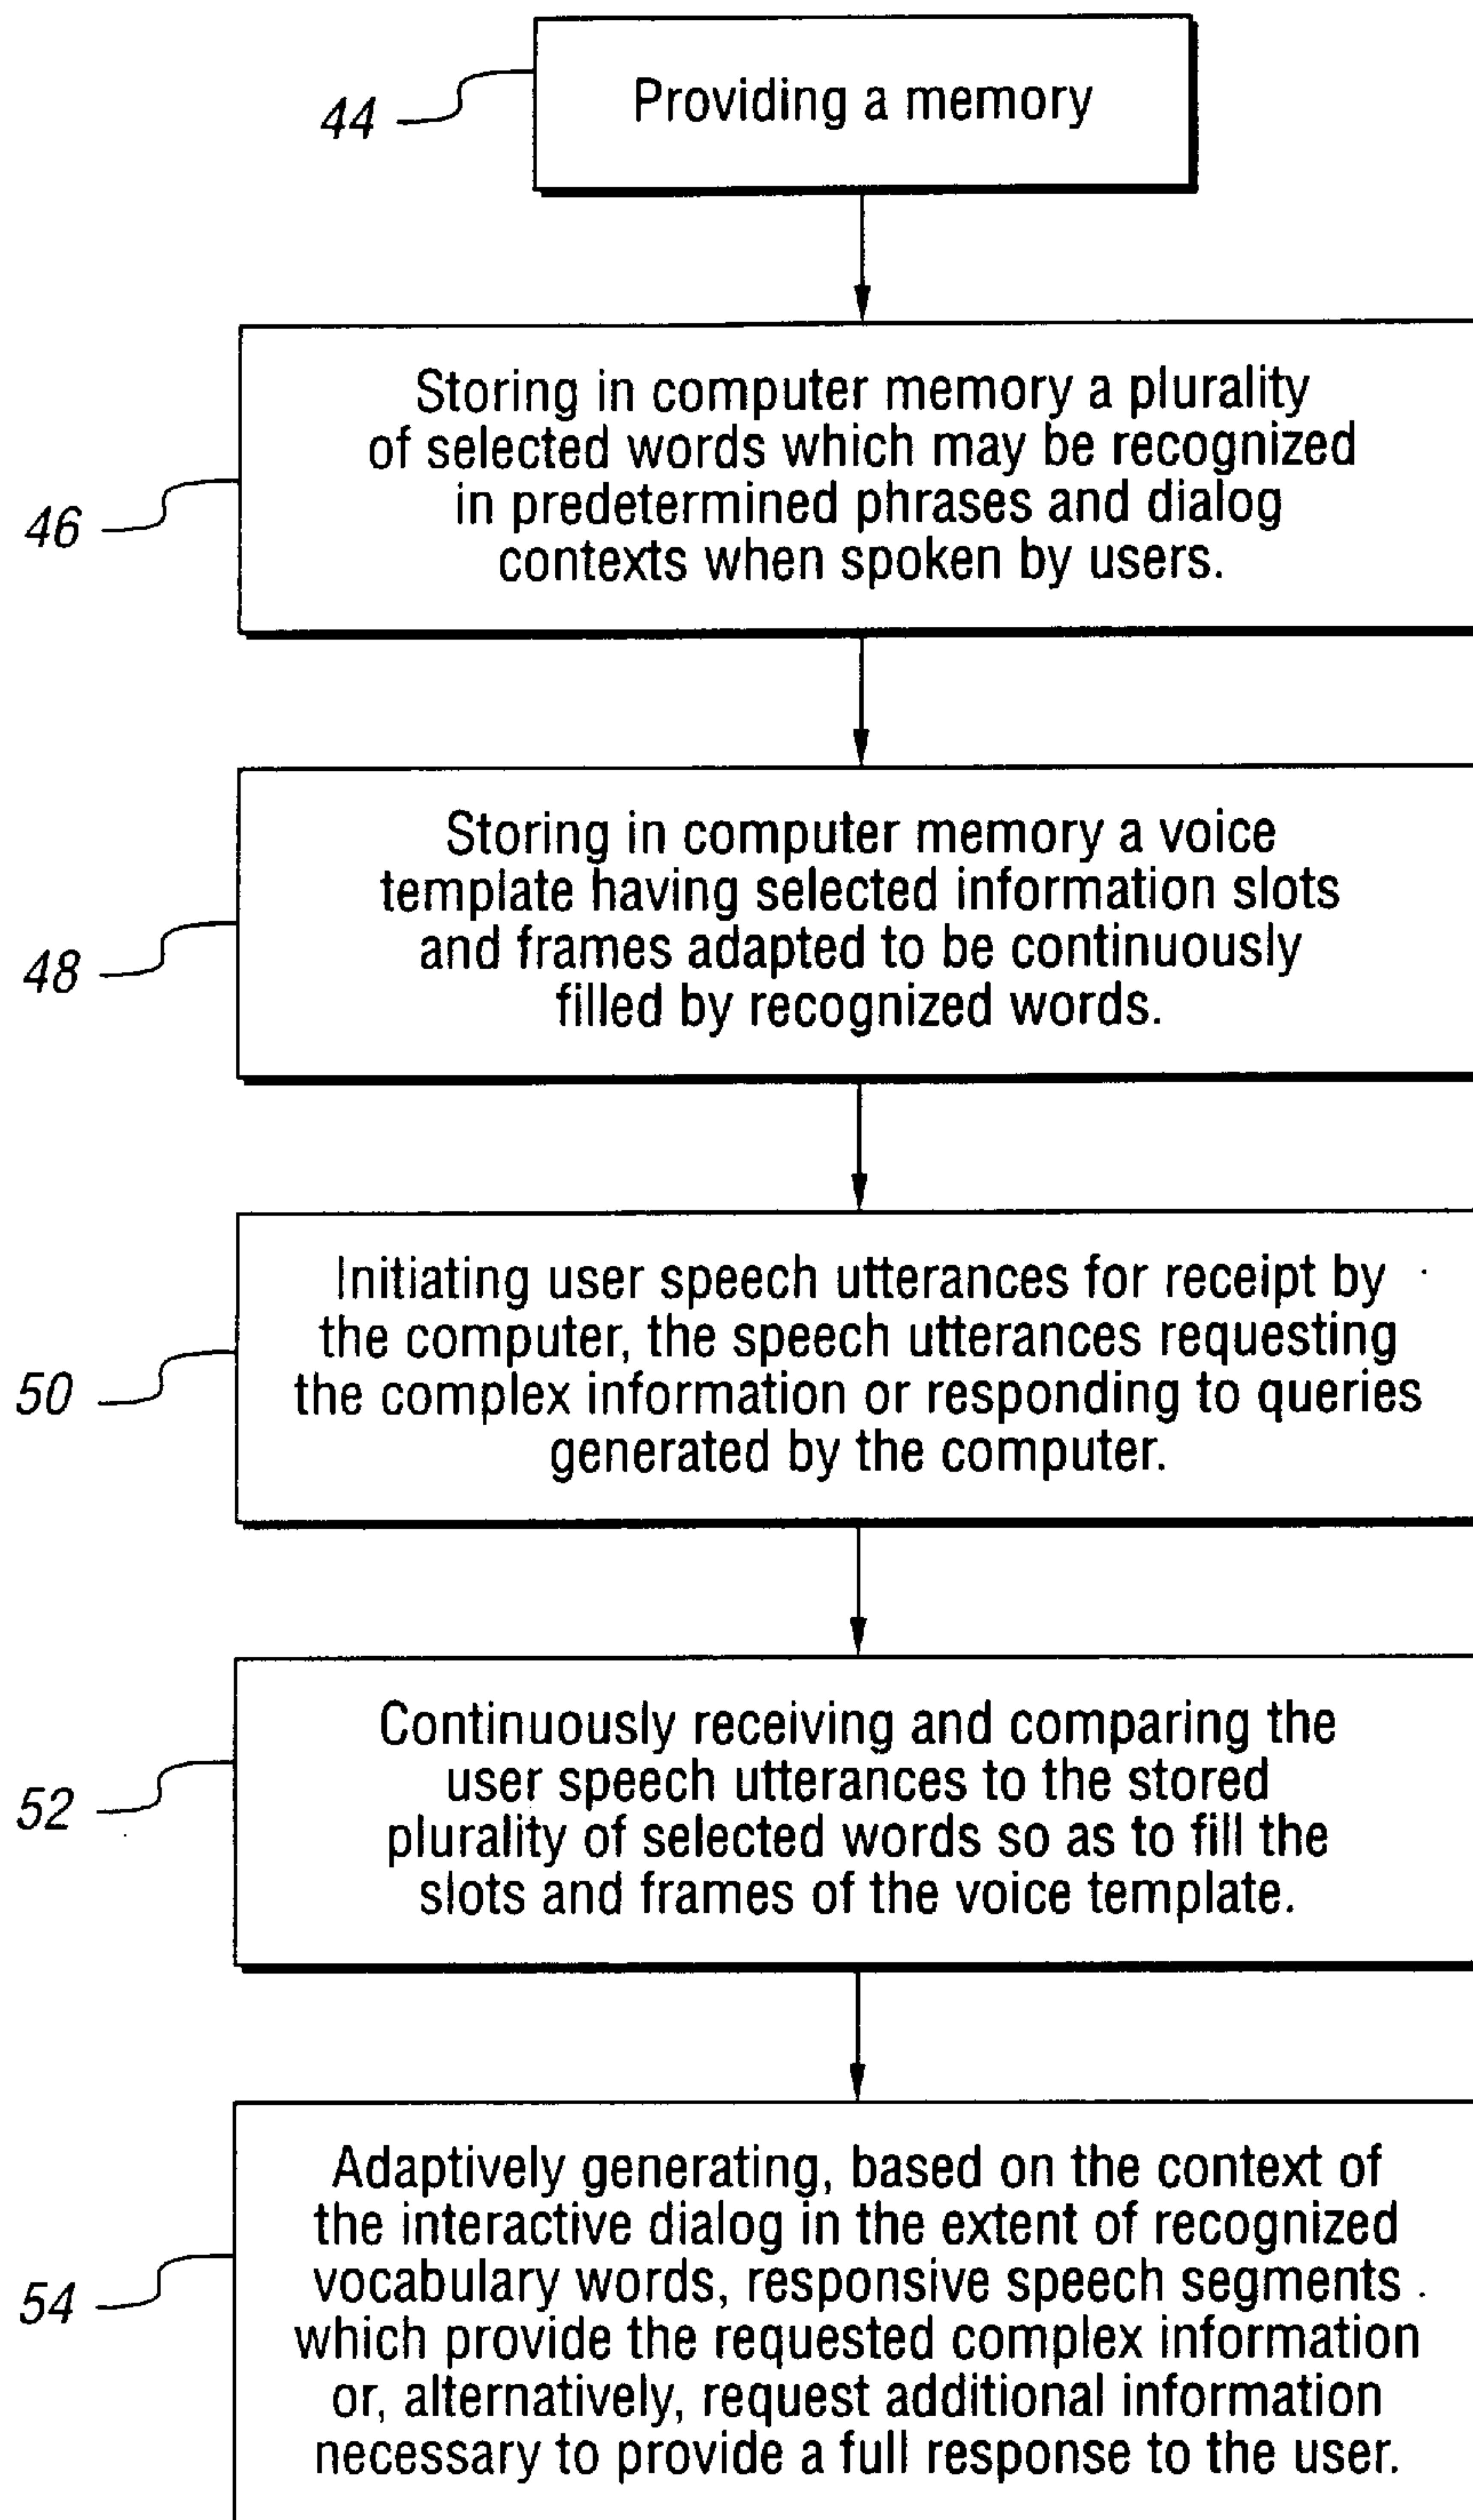 44
Providing a memory
46
Storing in computer memory a plurality
of selected words which may be recognized
in predetermined phrases and dialog
contexts when spoken by users.
48
Storing in computer memory a voice
template having selected information slots
and frames adapted to be continuously
filled by recognized words.
50
Initiating user speech utterances for receipt by
the computer, the speech utterances requesting
the complex information or responding to queries
generated by the computer.
52
Continuously receiving and comparing the
user speech utterances to the stored
plurality of selected words so as to fill the
slots and frames of the voice template.
54
Adaptively generating, based on the context of
the interactive dialog in the extent of recognized
vocabulary words, responsive speech segments
which provide the requested complex information
or, alternatively, request additional information
necessary to provide a full response to the user.